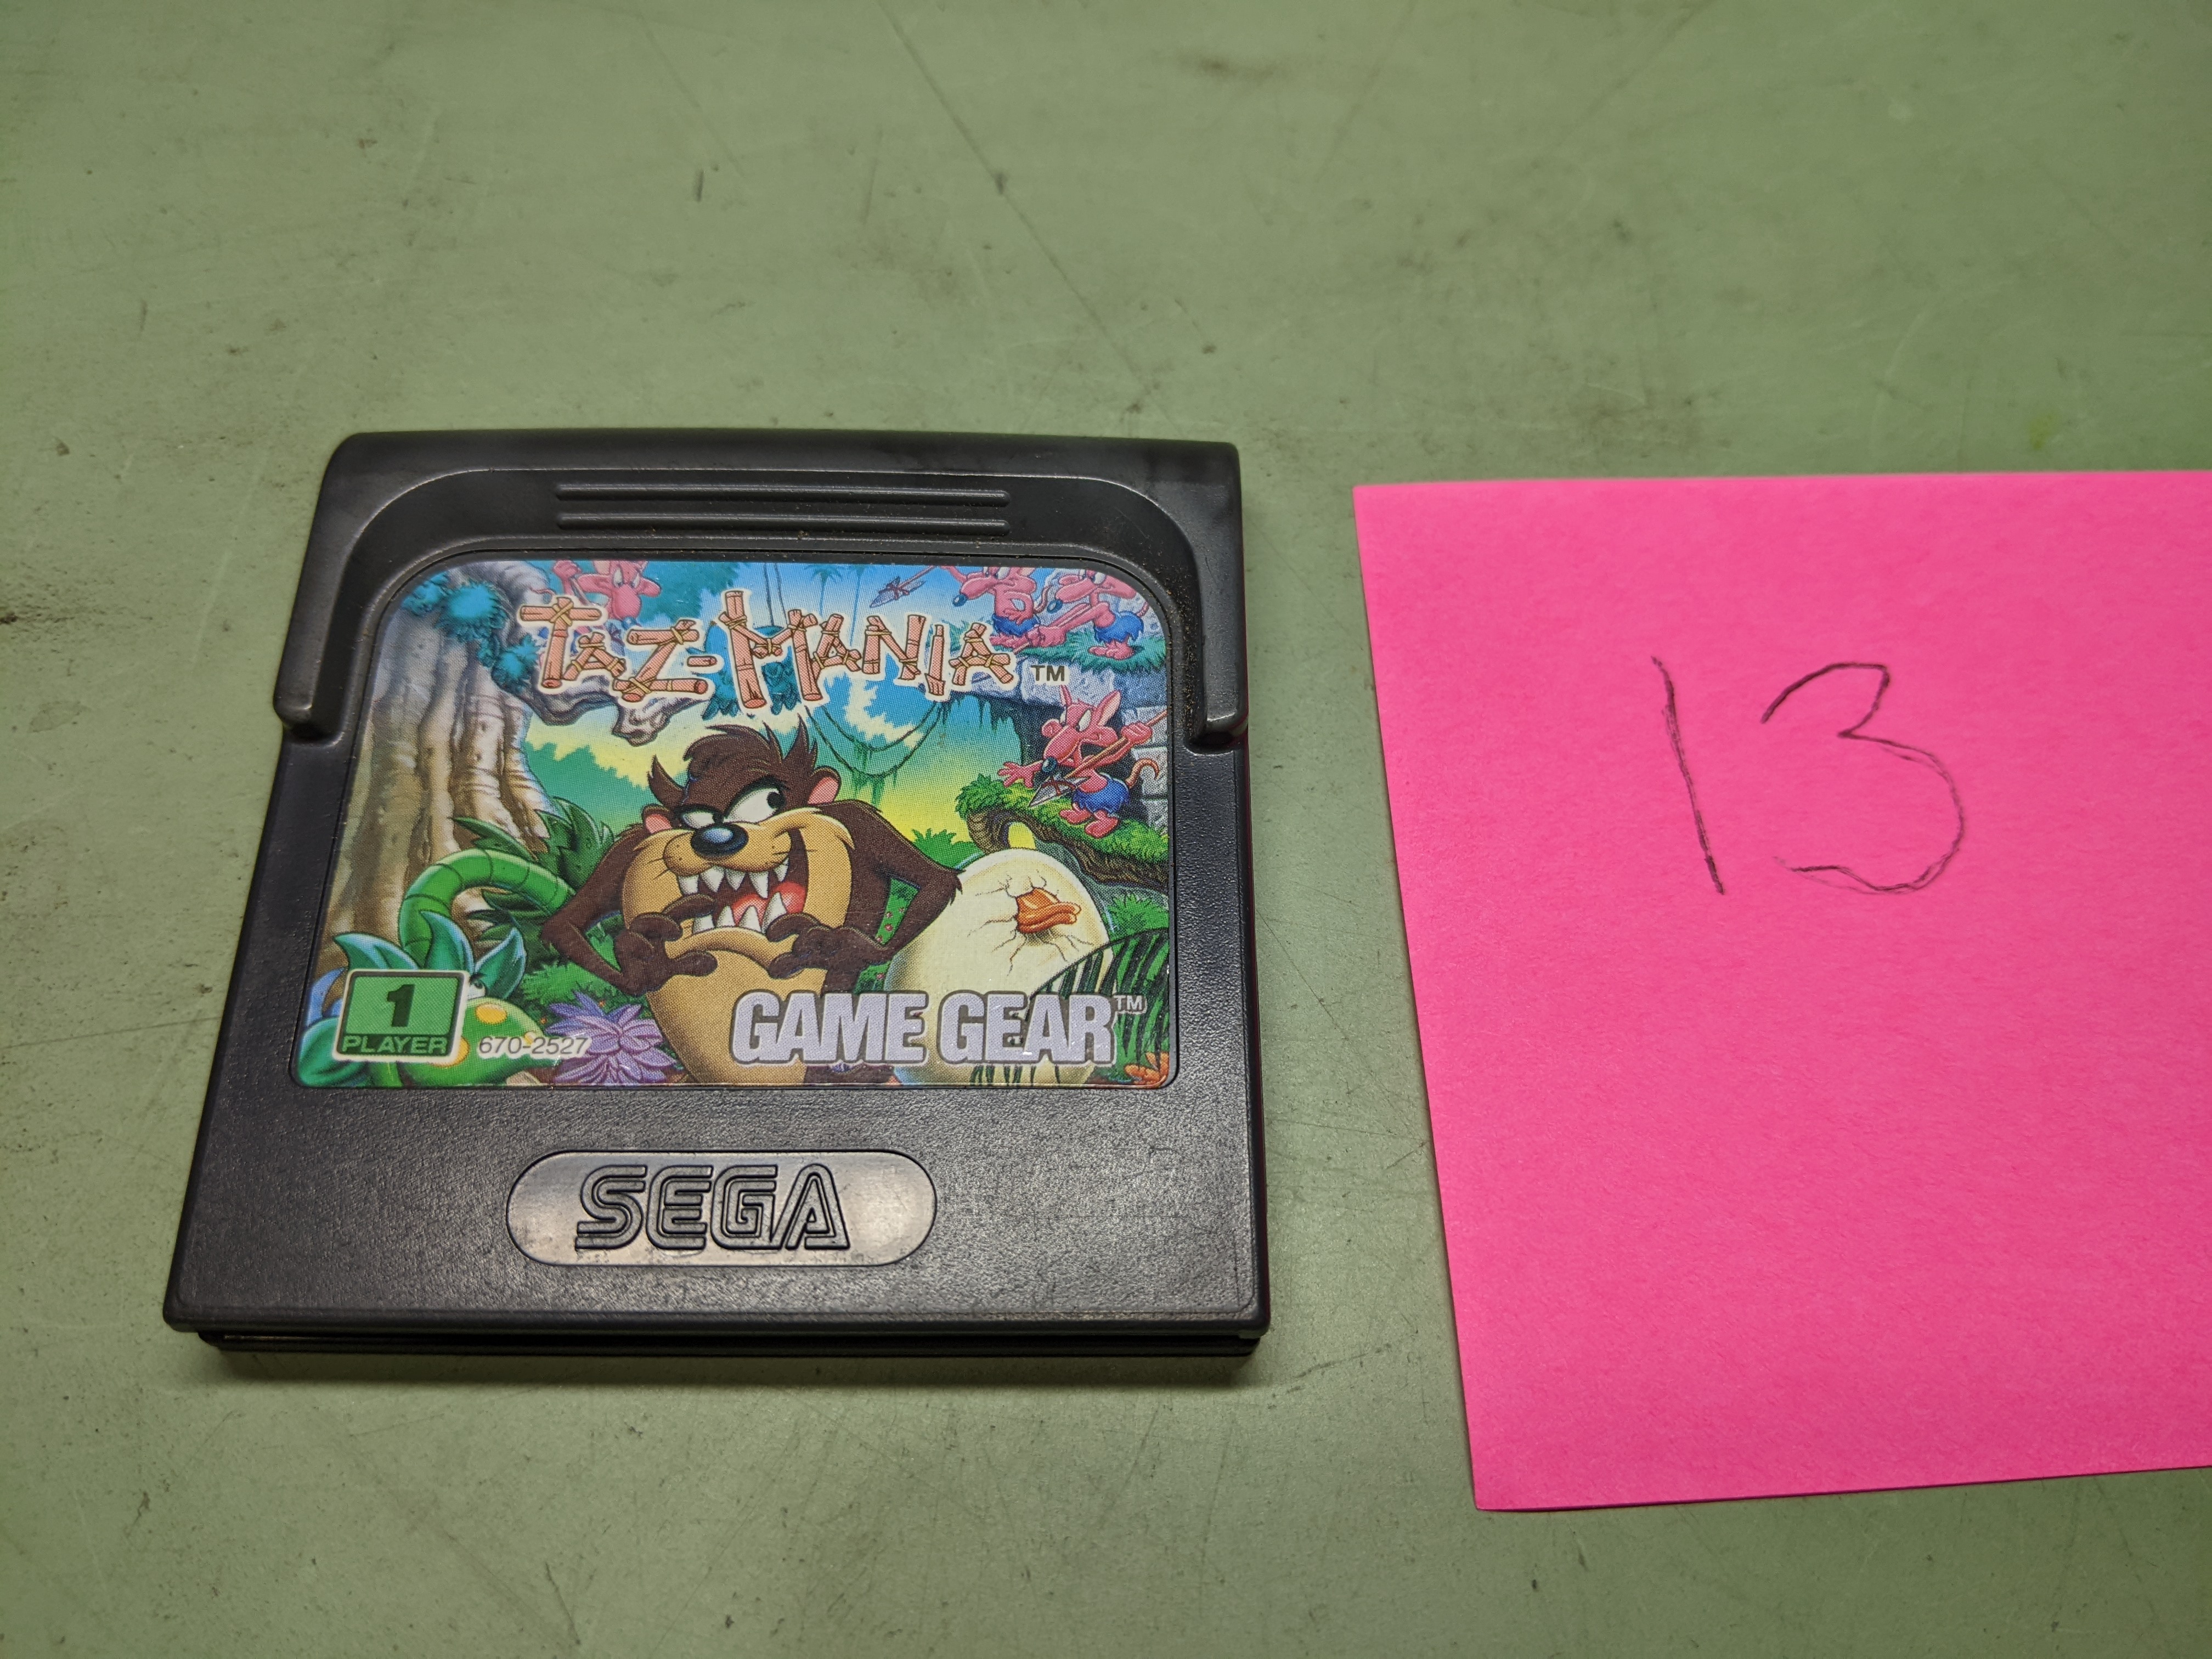 TAZ-MANIA™
1
PLAYER
670-2527
GAME GEAR™
SEGA
13